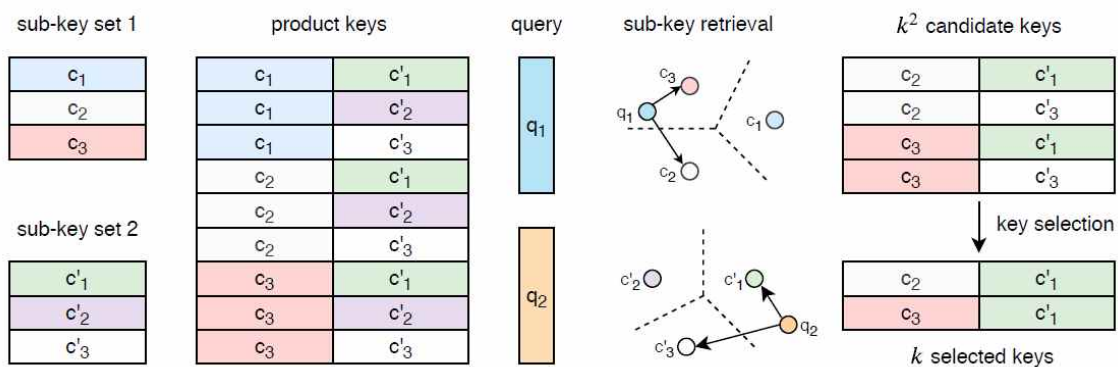 sub-key set 1
c₁
c₂
c₃
sub-key set 2
c'₁
c'₂
c'₃
product keys
c₁ c'₁
c₁ c'₂
c₁ c'₃
c₂ c'₁
c₂ c'₂
c₂ c'₃
c₃ c'₁
c₃ c'₂
c₃ c'₃
query
q₁
q₂
sub-key retrieval
c₃
q₁
c₁
c₂
c'₂
c'₁
q₂
c'₃
k² candidate keys
c₂ c'₁
c₂ c'₃
c₃ c'₁
c₃ c'₃
key selection
c₂ c'₁
c₃ c'₁
k selected keys